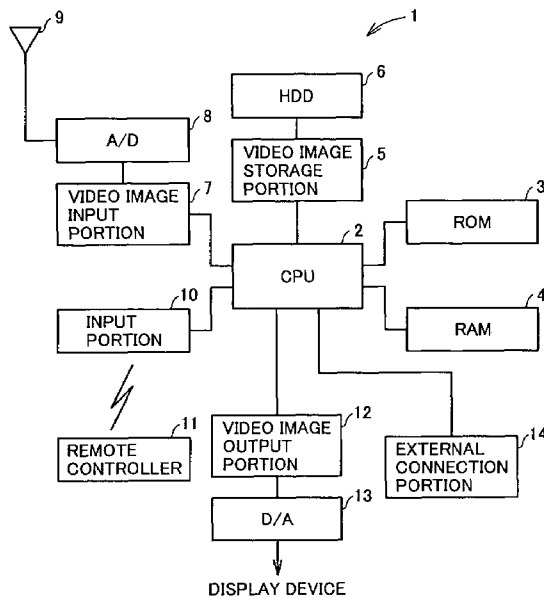 1
9
6
HDD
8
A/D
5
VIDEO IMAGE
STORAGE
PORTION
7
VIDEO IMAGE
INPUT
PORTION
3
ROM
2
CPU
10
INPUT
PORTION
4
RAM
11
REMOTE
CONTROLLER
12
VIDEO IMAGE
OUTPUT
PORTION
14
EXTERNAL
CONNECTION
PORTION
13
D/A
DISPLAY DEVICE